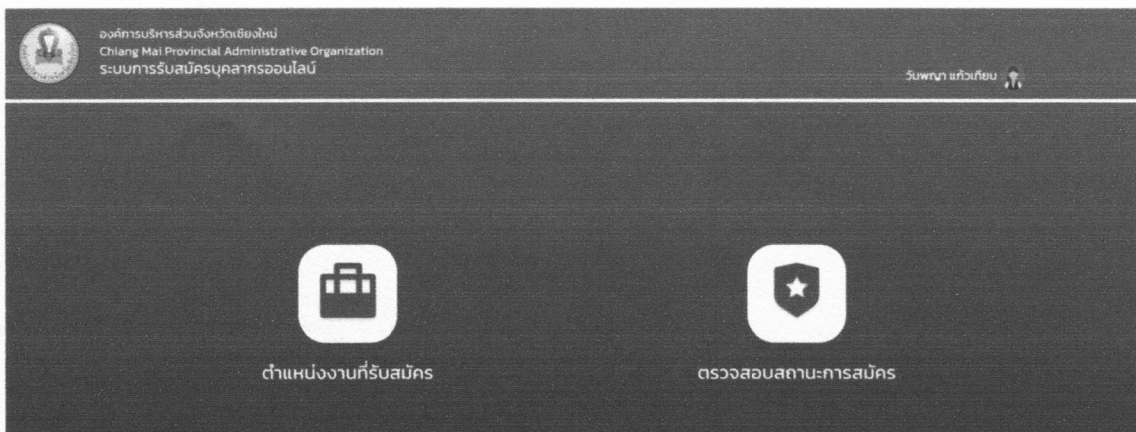 องค์การบริหารส่วนจังหวัดเชียงใหม่
Chiang Mai Provincial Administrative Organization
ระบบการรับสมัครบุคลากรออนไลน์
วันพญา แก้วเทียบ
ตำแหน่งงานที่รับสมัคร
ตรวจสอบสถานะการสมัคร